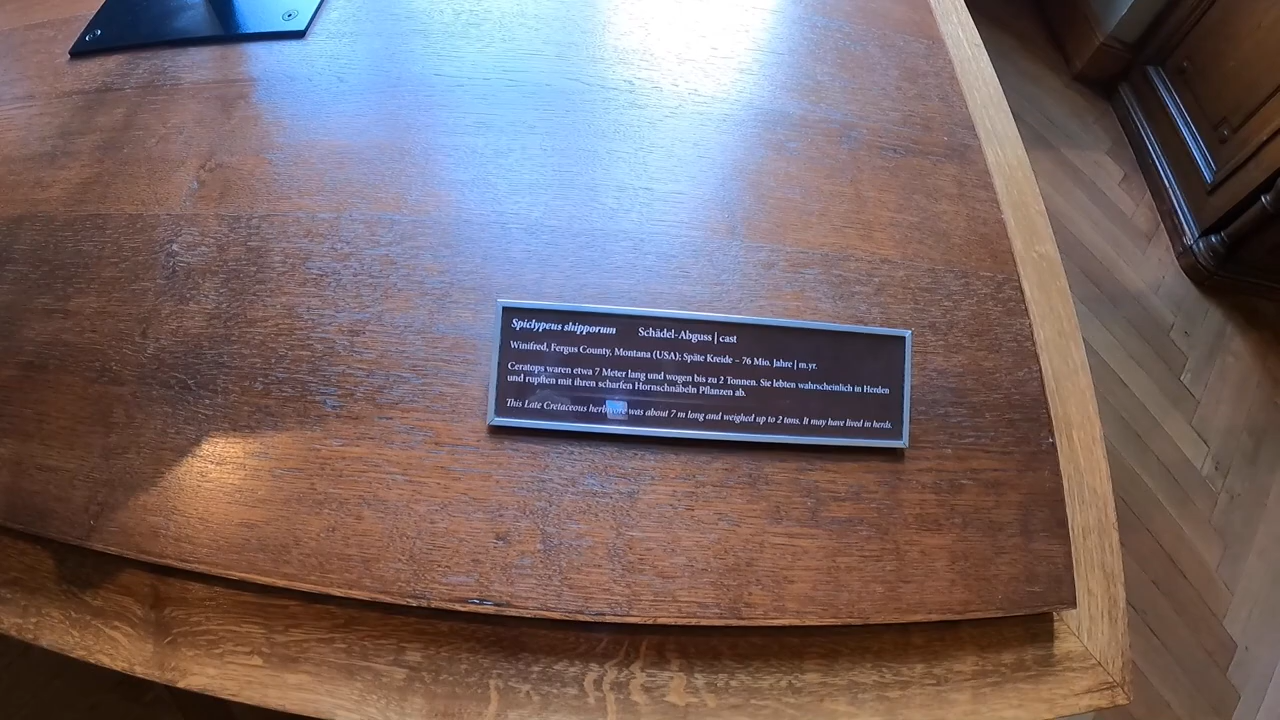 Spiclypeus shipporum Schädel-Abguss | cast
Winifred, Fergus County, Montana (USA); Späte Kreide – 76 Mio. Jahre | m.yr.
Ceratops waren etwa 7 Meter lang und wogen bis zu 2 Tonnen. Sie lebten wahrscheinlich in Herden
und rupften mit ihren scharfen Hornschnäbeln Pflanzen ab.
This Late Cretaceous herbivore was about 7 m long and weighed up to 2 tons. It may have lived in herds.